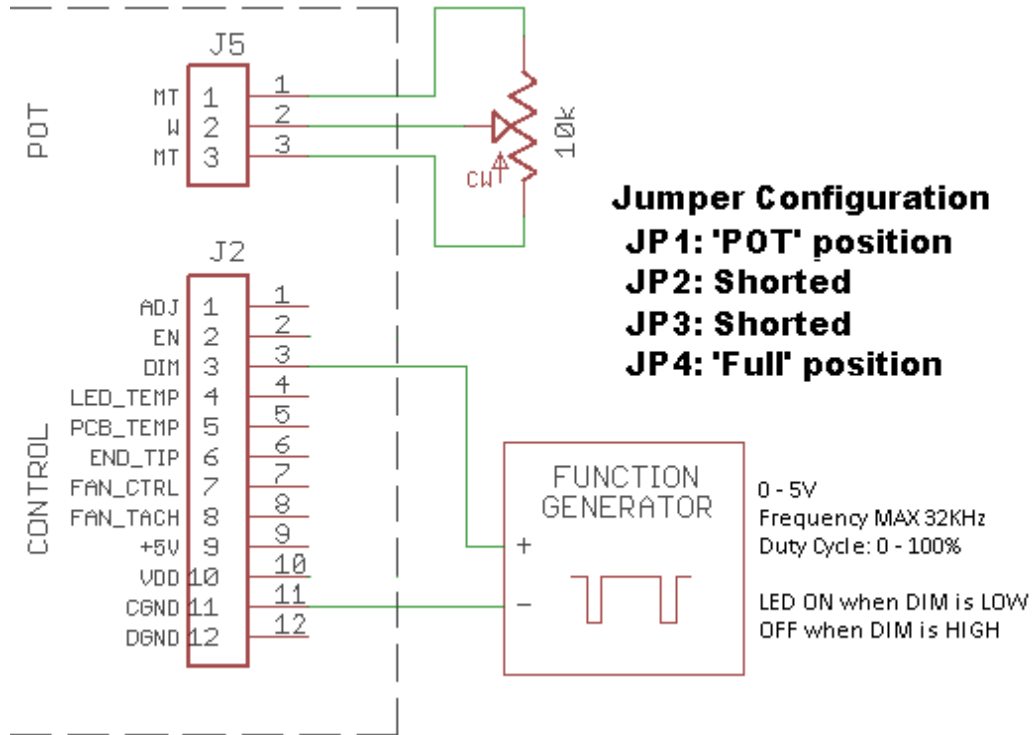 J5
POT
MT 1 1
W 2 2
MT 3 3
10k
CW
Jumper Configuration
JP1: 'POT' position
JP2: Shorted
JP3: Shorted
JP4: 'Full' position
J2
CONTROL
ADJ 1 1
EN 2 2
DIM 3 3
LED_TEMP 4 4
PCB_TEMP 5 5
END_TIP 6 6
FAN_CTRL 7 7
FAN_TACH 8 8
+5V 9 9
VDD 10 10
CGND 11 11
DGND 12 12
FUNCTION
GENERATOR
+
-
0 - 5V
Frequency MAX 32KHz
Duty Cycle: 0 - 100%
LED ON when DIM is LOW
OFF when DIM is HIGH